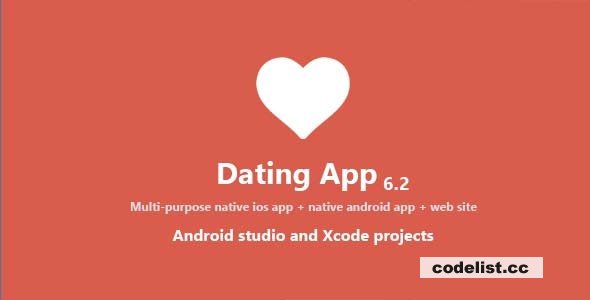 Dating App 6.2
Multi-purpose native ios app + native android app + web site
Android studio and Xcode projects
codelist.cc